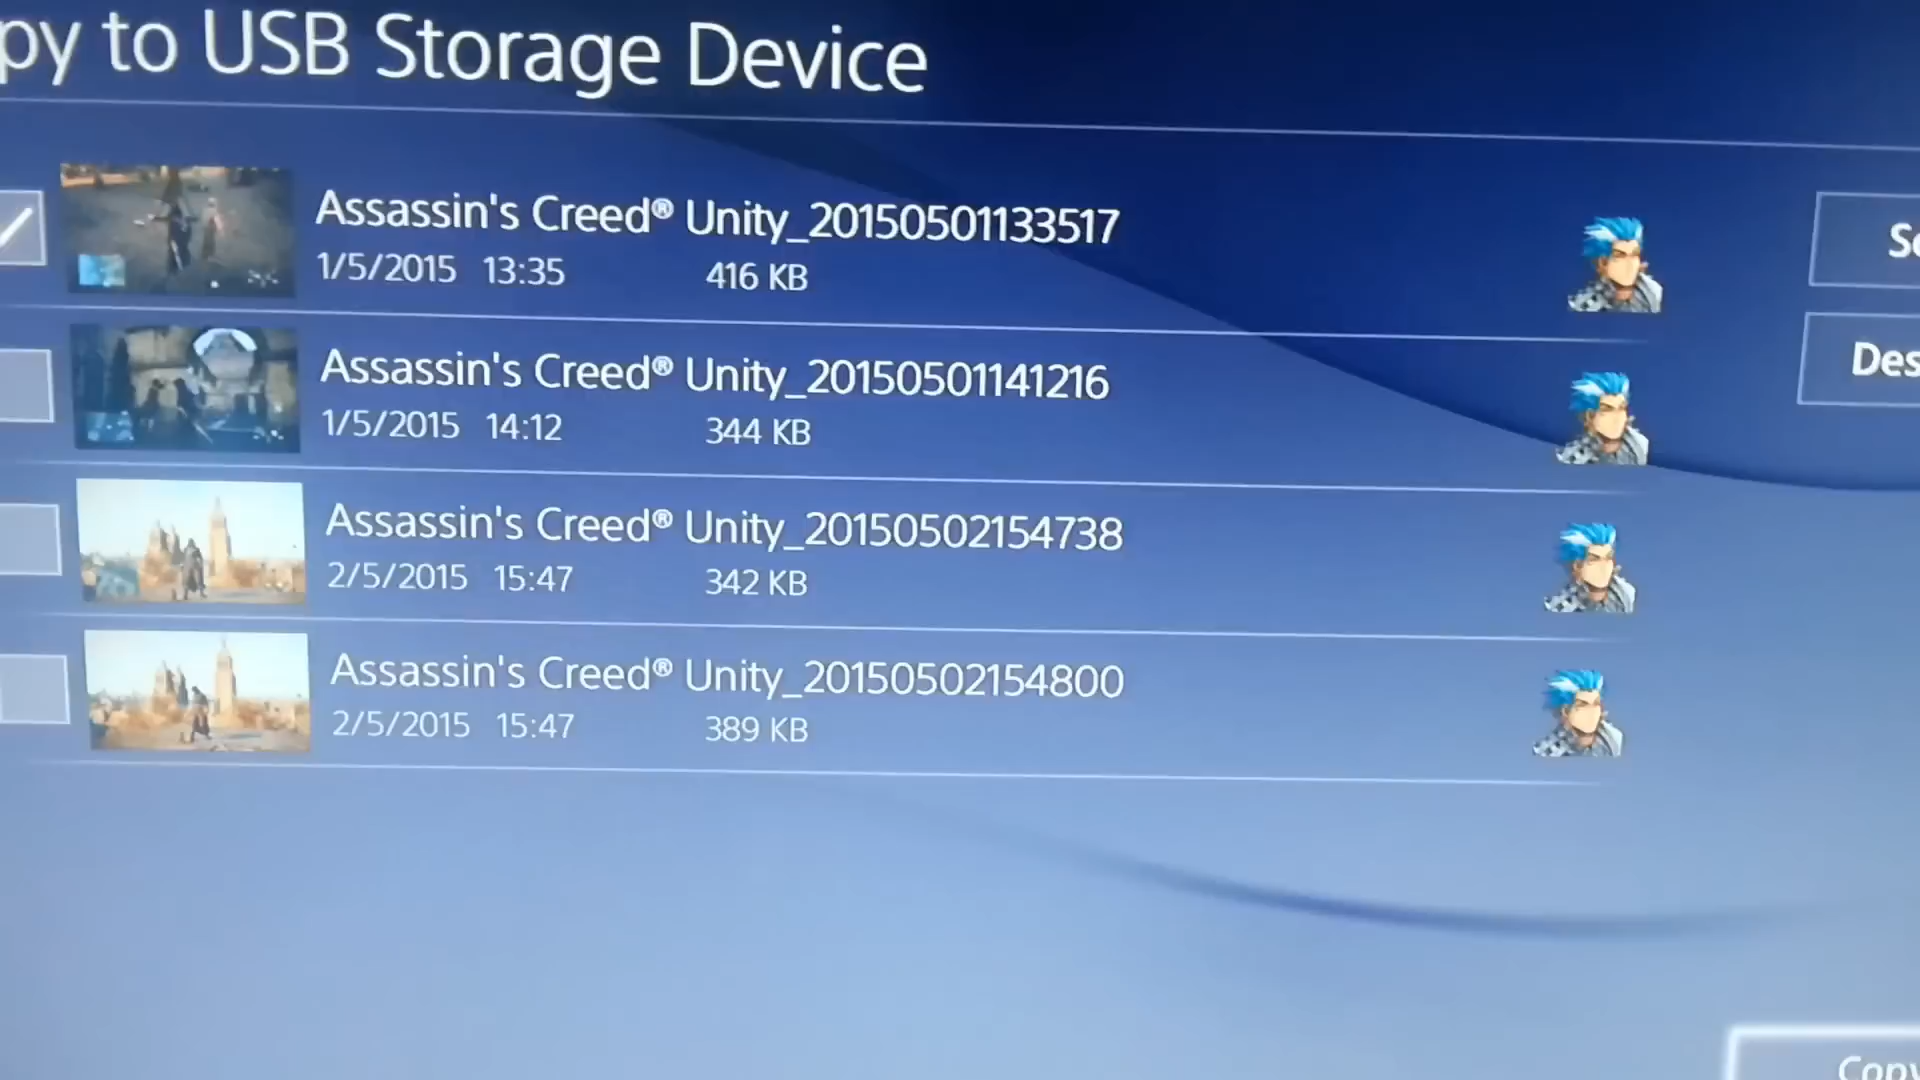 py to USB Storage Device
Assassin's Creed® Unity_20150501133517
1/5/2015 13:35 416 KB
Assassin's Creed® Unity_20150501141216
1/5/2015 14:12 344 KB
Assassin's Creed® Unity_20150502154738
2/5/2015 15:47 342 KB
Assassin's Creed® Unity_20150502154800
2/5/2015 15:47 389 KB
Se
Des
Copy